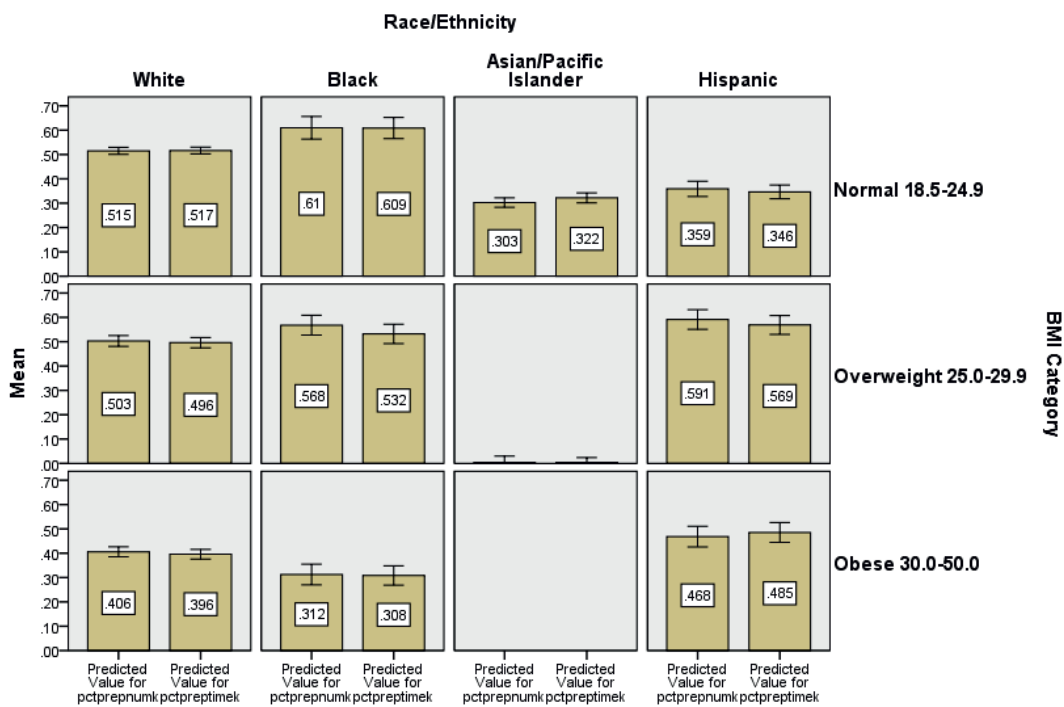 Race/Ethnicity
White
Black
Asian/Pacific
Islander
Hispanic
.70
.60
.50
.40
.30
.20
.10
.00
.515
.517
.61
.609
.303
.322
.359
.346
Normal 18.5-24.9
.70
.60
.50
.40
.30
.20
.10
.00
.503
.496
.568
.532
.591
.569
Overweight 25.0-29.9
Mean
BMI Category
.70
.60
.50
.40
.30
.20
.10
.00
.406
.396
.312
.308
.468
.485
Obese 30.0-50.0
Predicted
Value for
pctprepnumk
Predicted
Value for
pctpreptimek
Predicted
Value for
pctprepnumk
Predicted
Value for
pctpreptimek
Predicted
Value for
pctprepnumk
Predicted
Value for
pctpreptimek
Predicted
Value for
pctprepnumk
Predicted
Value for
pctpreptimek